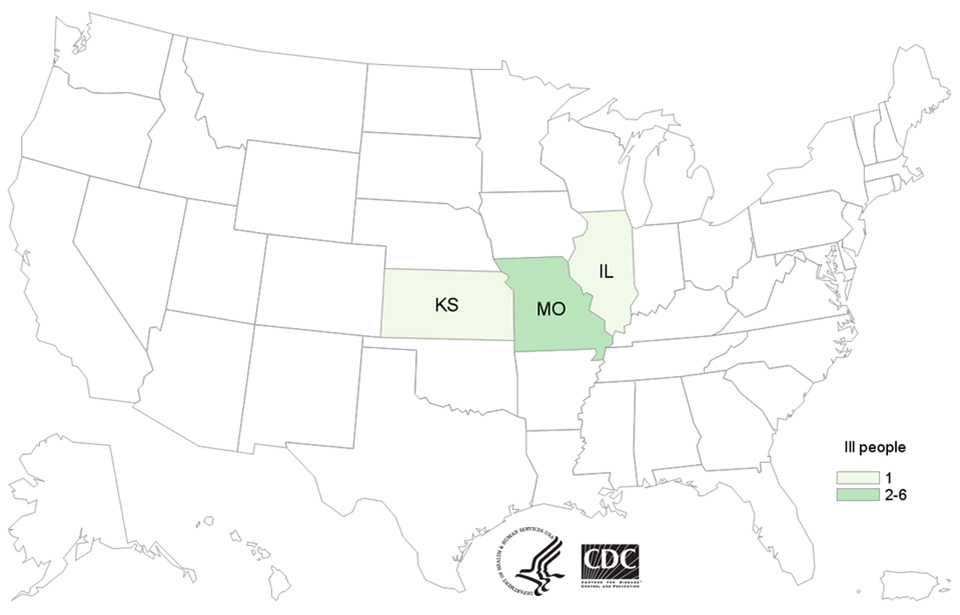 IL
KS
MO
Ill people
1
2-6
DEPARTMENT OF HEALTH & HUMAN SERVICES USA
CDC
CENTERS FOR DISEASE
CONTROL AND PREVENTION